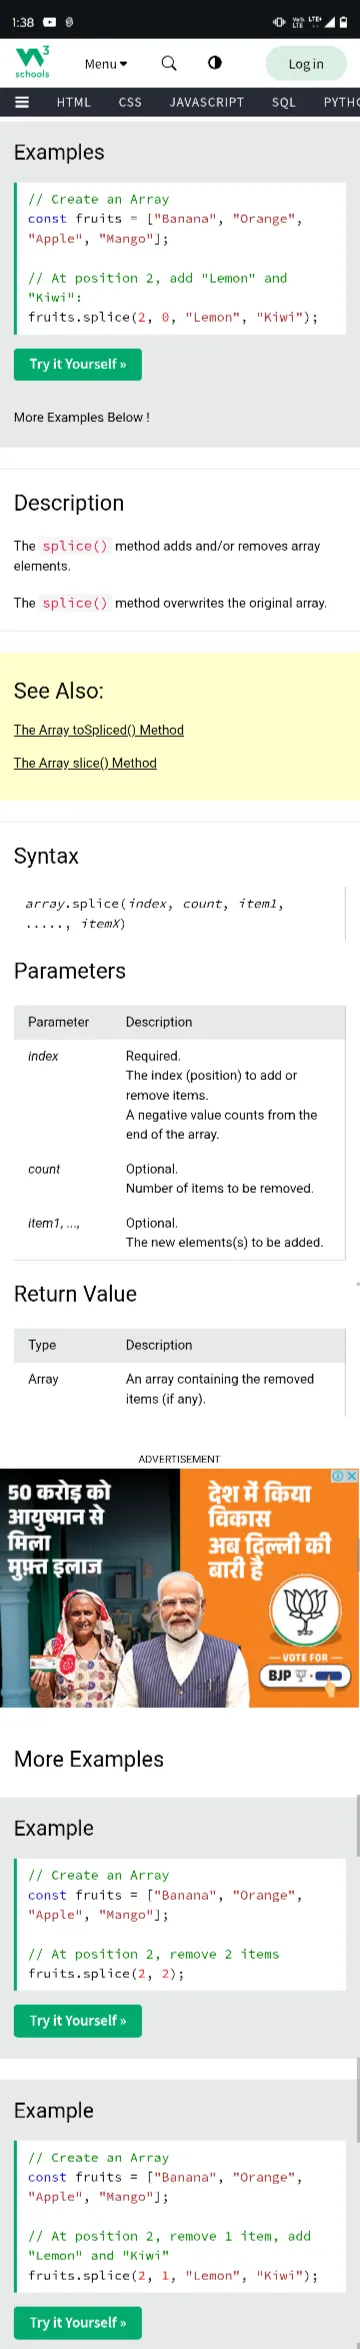 1:38
VoLTE LTE LTE+
w3
schools
Menu
Log in
HTML CSS JAVASCRIPT SQL
Examples
// Create an Array
const fruits = ["Banana", "Orange",
"Apple", "Mango"];
// At position 2, add "Lemon" and
"Kiwi":
fruits.splice(2, 0, "Lemon", "Kiwi");
Try it Yourself »
More Examples Below !
Description
The splice() method adds and/or removes array
elements.
The splice() method overwrites the original array.
See Also:
The Array toSpliced() Method
The Array slice() Method
Syntax
array.splice(index, count, item1,
....., itemX)
Parameters
Parameter Description
index Required.
The index (position) to add or
remove items.
A negative value counts from the
end of the array.
count Optional.
Number of items to be removed.
item1, ..., Optional.
The new elements(s) to be added.
Return Value
Type Description
Array An array containing the removed
items (if any).
ADVERTISEMENT
50 करोड़ को
आयुष्मान से
मिला
मुफ़्त इलाज
देश में किया
विकास
अब दिल्ली की
बारी है
VOTE FOR
BJP
More Examples
Example
// Create an Array
const fruits = ["Banana", "Orange",
"Apple", "Mango"];
// At position 2, remove 2 items
fruits.splice(2, 2);
Try it Yourself »
Example
// Create an Array
const fruits = ["Banana", "Orange",
"Apple", "Mango"];
// At position 2, remove 1 item, add
"Lemon" and "Kiwi"
fruits.splice(2, 1, "Lemon", "Kiwi");
Try it Yourself »